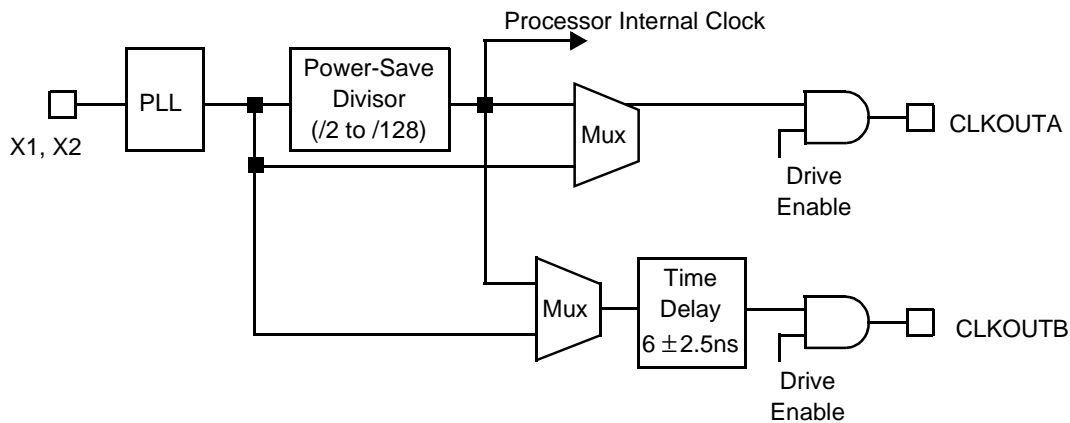 Processor Internal Clock
PLL
Power-Save
Divisor
(/2 to /128)
X1, X2
Mux
CLKOUTA
Drive
Enable
Mux
Time
Delay
6 ±2.5ns
CLKOUTB
Drive
Enable